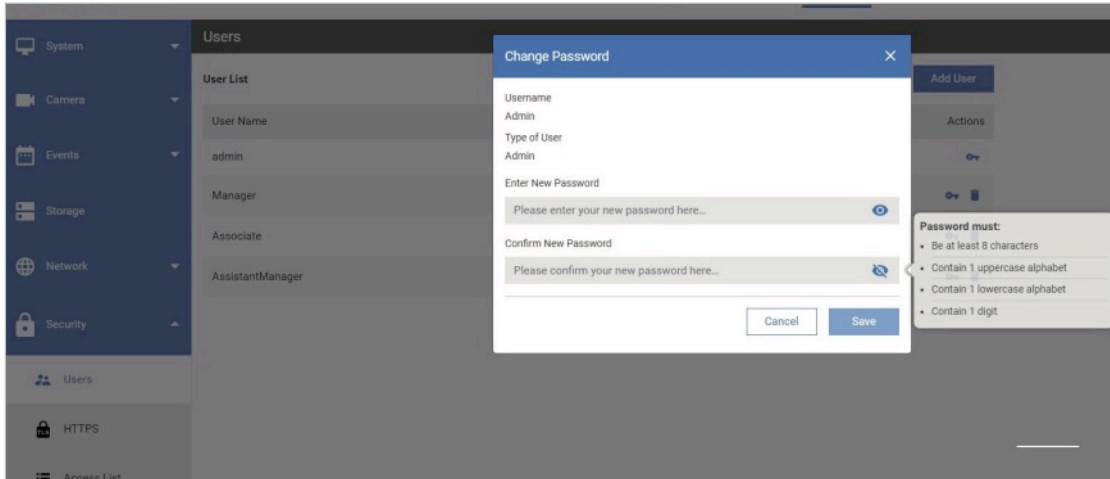 System
Camera
Events
Storage
Network
Security
Users
HTTPS
Access List
Users
User List
Add User
User Name
Actions
admin
Manager
Associate
AssistantManager
Change Password
Username
Admin
Type of User
Admin
Enter New Password
Please enter your new password here...
Confirm New Password
Please confirm your new password here...
Cancel
Save
Password must:
• Be at least 8 characters
• Contain 1 uppercase alphabet
• Contain 1 lowercase alphabet
• Contain 1 digit